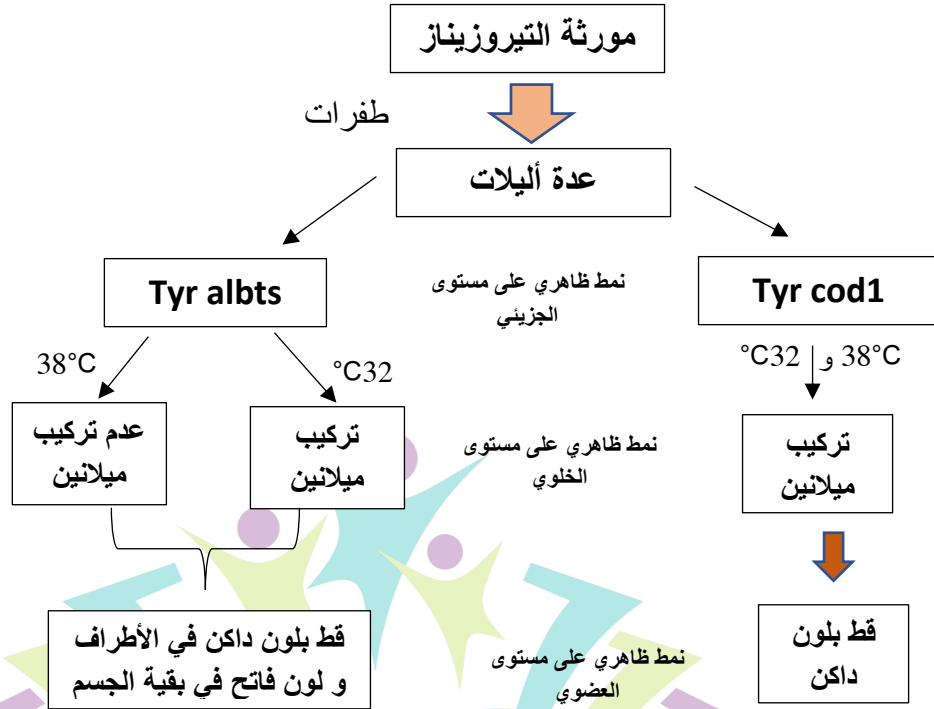 مورثة التيروزيناز
طفرات
عدة أليلات
Tyr cod1
نمط ظاهري على مستوى
الجزيئي
Tyr albts
38°C و 32°C
°C32
38°C
تركيب
ميلانين
نمط ظاهري على مستوى
الخلوي
تركيب
ميلانين
عدم تركيب
ميلانين
قط بلون
داكن
نمط ظاهري على مستوى
العضوي
قط بلون داكن في الأطراف
و لون فاتح في بقية الجسم